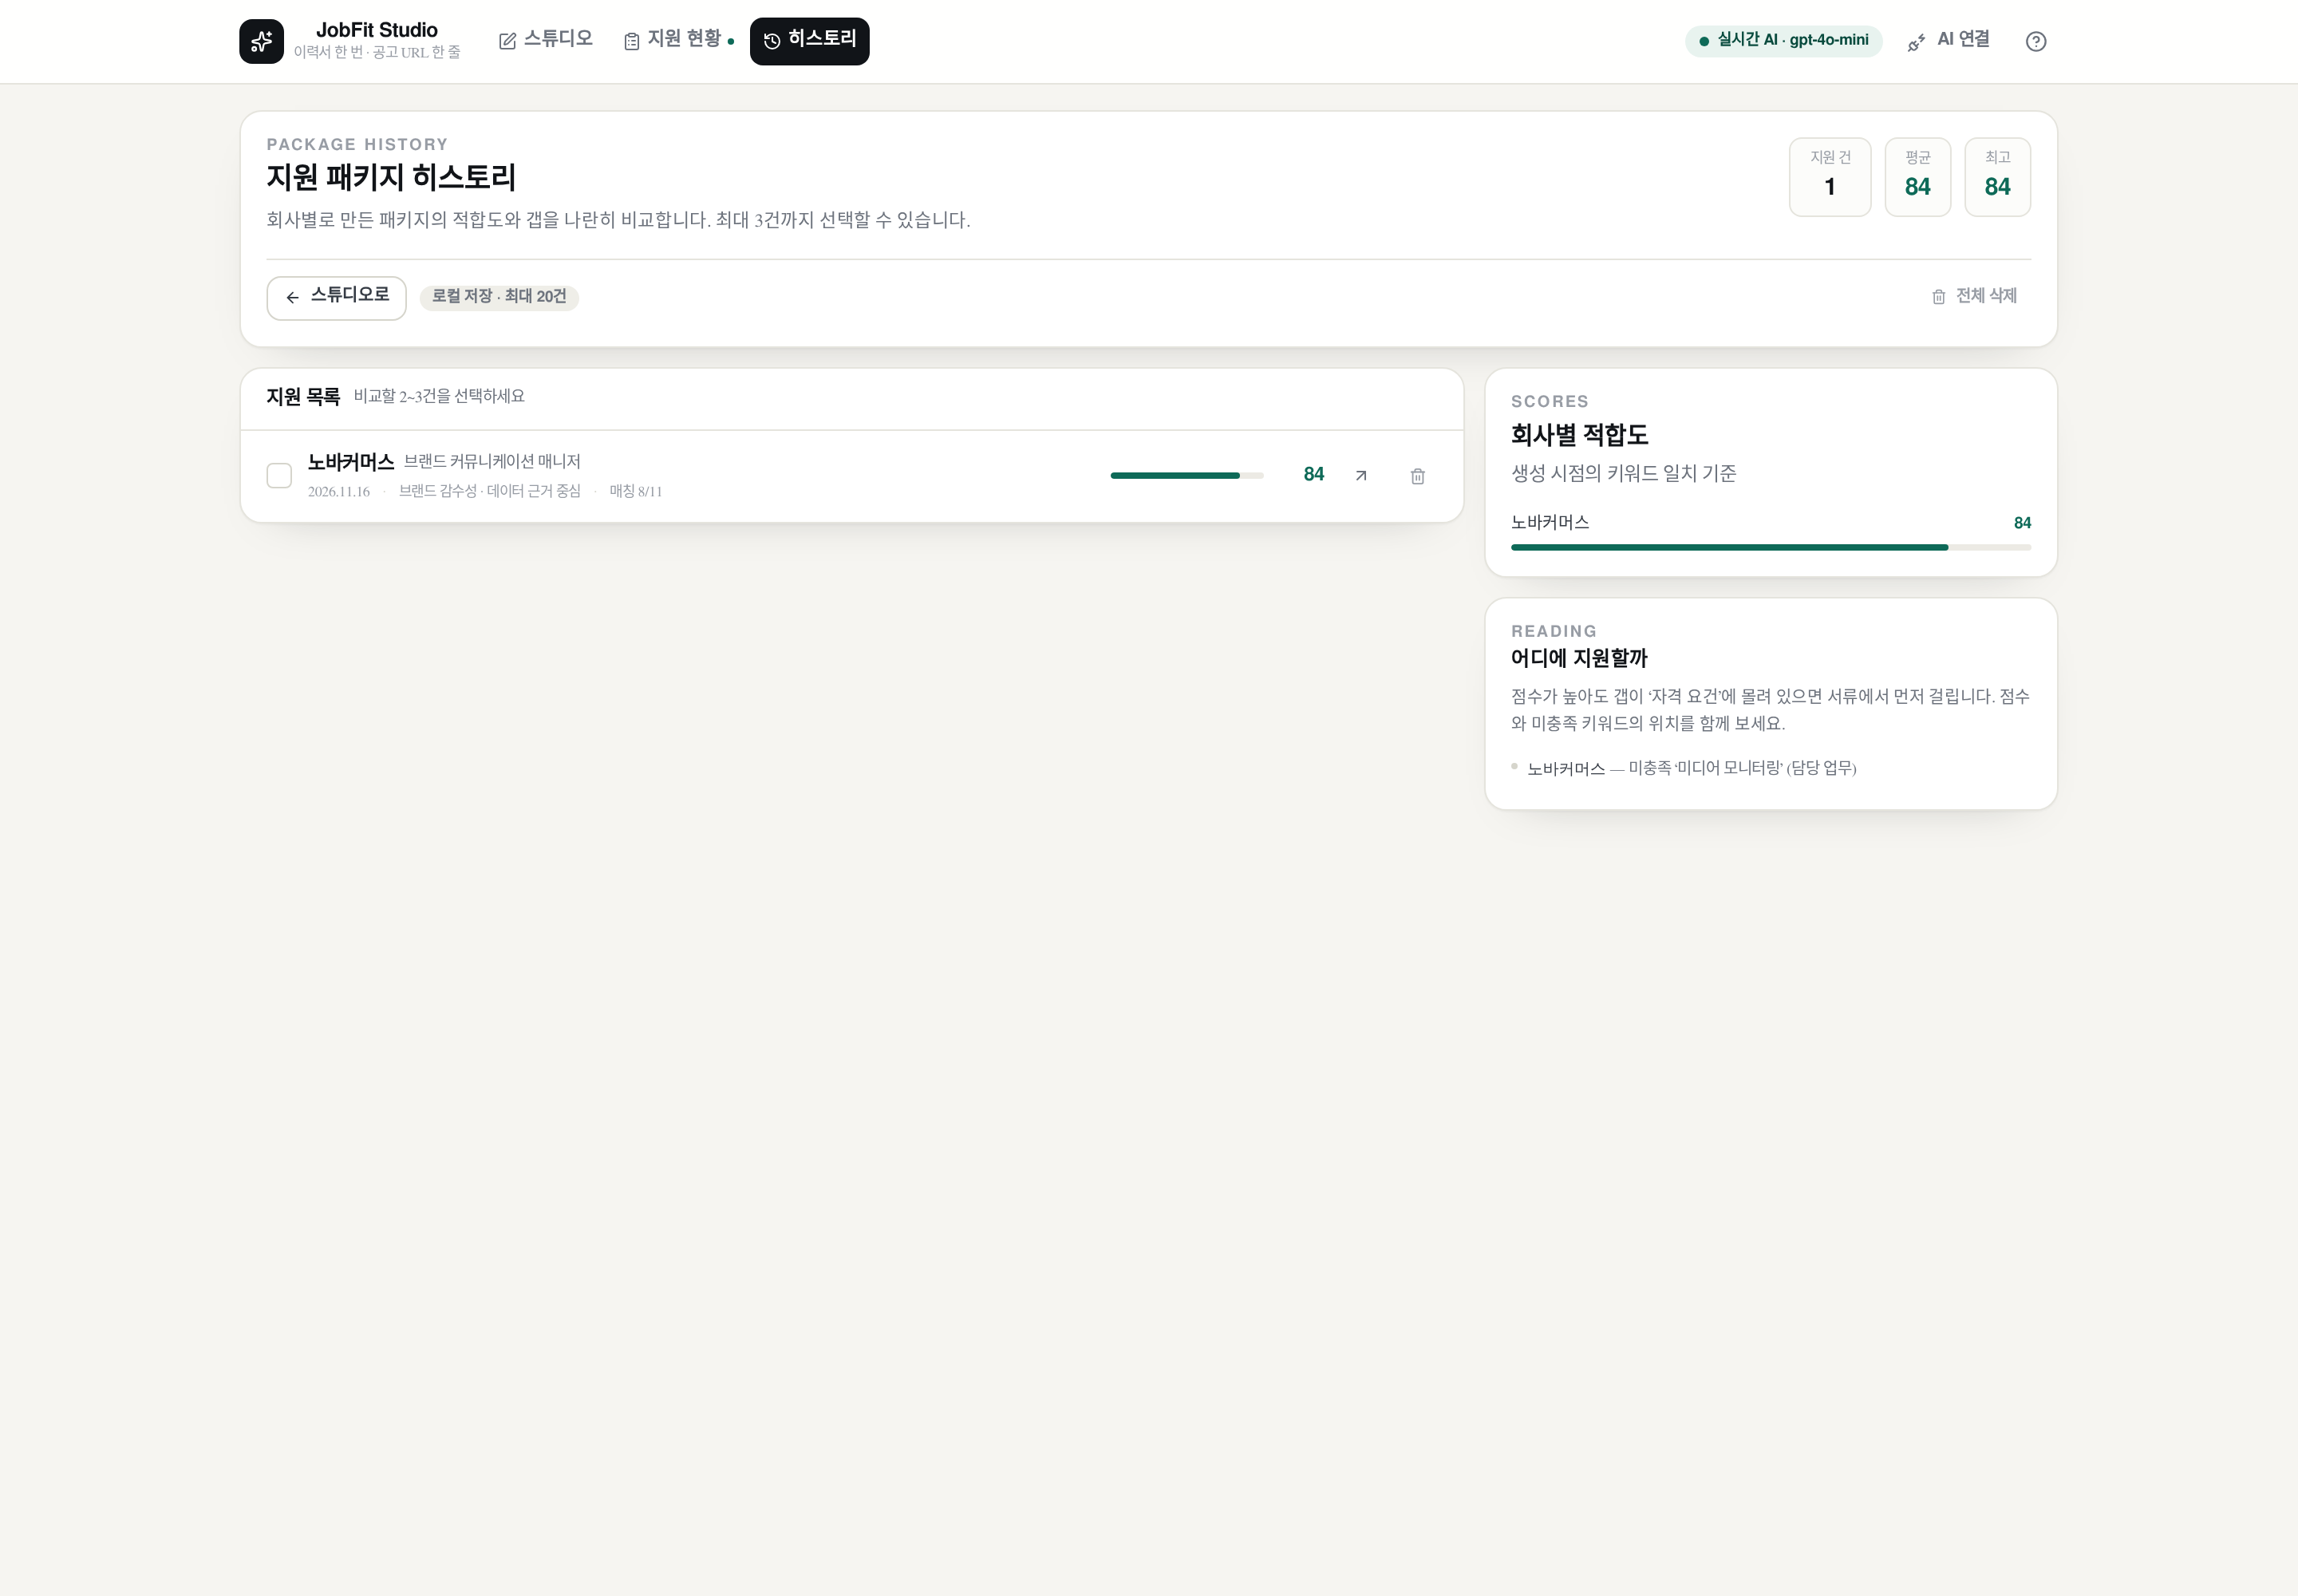 JobFit Studio
이력서 한 번 · 공고 URL 한 줄
스튜디오
지원 현황
히스토리
실시간 AI · gpt-4o-mini
AI 연결
PACKAGE HISTORY
지원 패키지 히스토리
회사별로 만든 패키지의 적합도와 갭을 나란히 비교합니다. 최대 3건까지 선택할 수 있습니다.
지원 건
1
평균
84
최고
84
스튜디오로
로컬 저장 · 최대 20건
전체 삭제
지원 목록 비교할 2~3건을 선택하세요
노바커머스 브랜드 커뮤니케이션 매니저
2026.11.16 · 브랜드 감수성 · 데이터 근거 중심 · 매칭 8/11
84
SCORES
회사별 적합도
생성 시점의 키워드 일치 기준
노바커머스 84
READING
어디에 지원할까
점수가 높아도 갭이 ‘자격 요건’에 몰려 있으면 서류에서 먼저 걸립니다. 점수
와 미충족 키워드의 위치를 함께 보세요.
노바커머스 — 미충족 ‘미디어 모니터링’ (담당 업무)